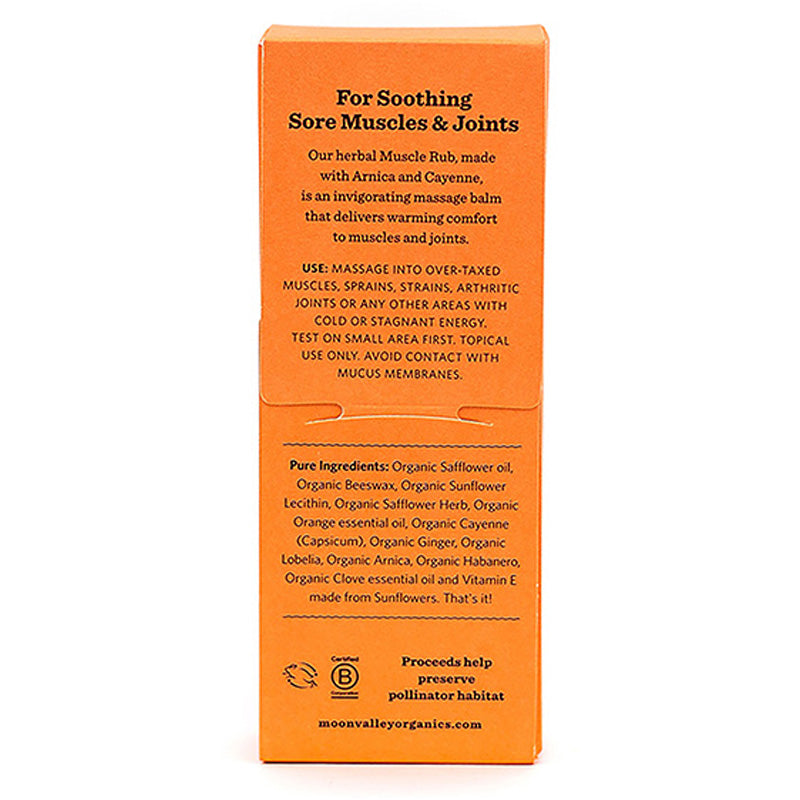 For Soothing
Sore Muscles & Joints
Our herbal Muscle Rub, made
with Arnica and Cayenne,
is an invigorating massage balm
that delivers warming comfort
to muscles and joints.
USE: MASSAGE INTO OVER-TAXED
MUSCLES, SPRAINS, STRAINS, ARTHRITIC
JOINTS OR ANY OTHER AREAS WITH
COLD OR STAGNANT ENERGY.
TEST ON SMALL AREA FIRST. TOPICAL
USE ONLY. AVOID CONTACT WITH
MUCUS MEMBRANES.
Pure Ingredients: Organic Safflower oil,
Organic Beeswax, Organic Sunflower
Lecithin, Organic Safflower Herb, Organic
Orange essential oil, Organic Cayenne
(Capsicum), Organic Ginger, Organic
Lobelia, Organic Arnica, Organic Habanero,
Organic Clove essential oil and Vitamin E
made from Sunflowers. That's it!
Certified
B
Corporation
Proceeds help
preserve
pollinator habitat
moonvalleyorganics.com